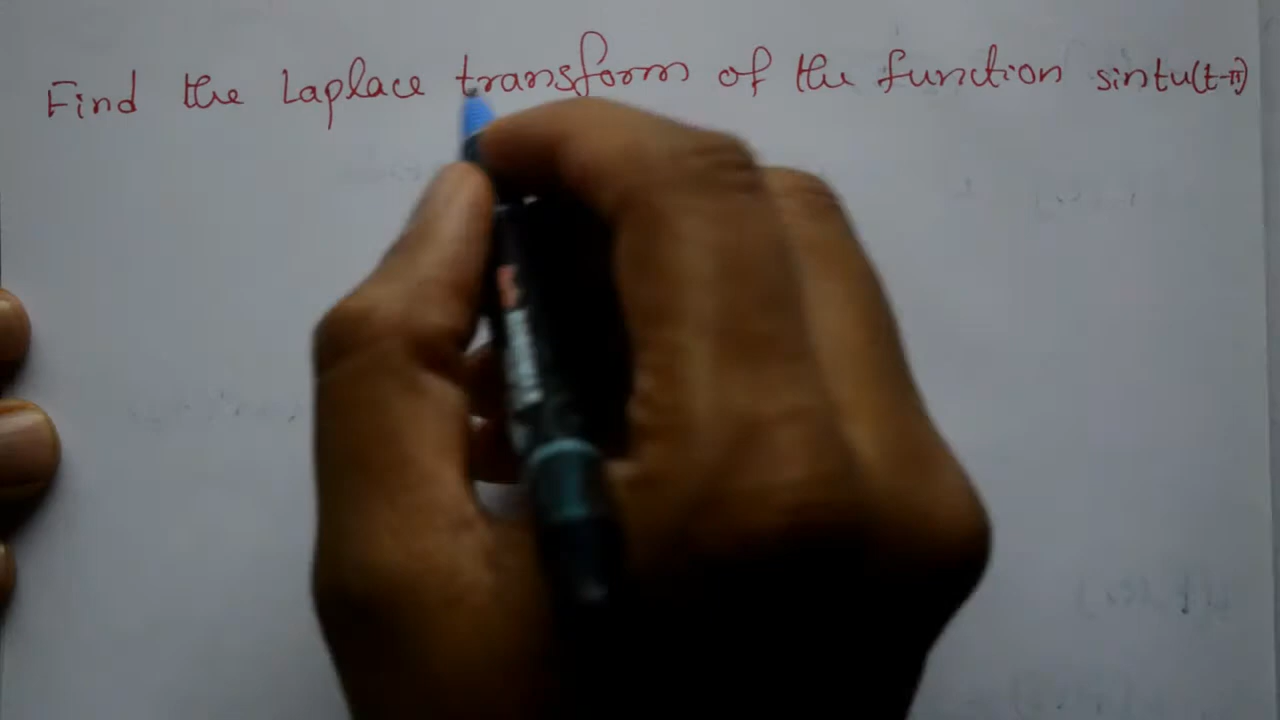 Find the Laplace transform of the function sintu(t-π)